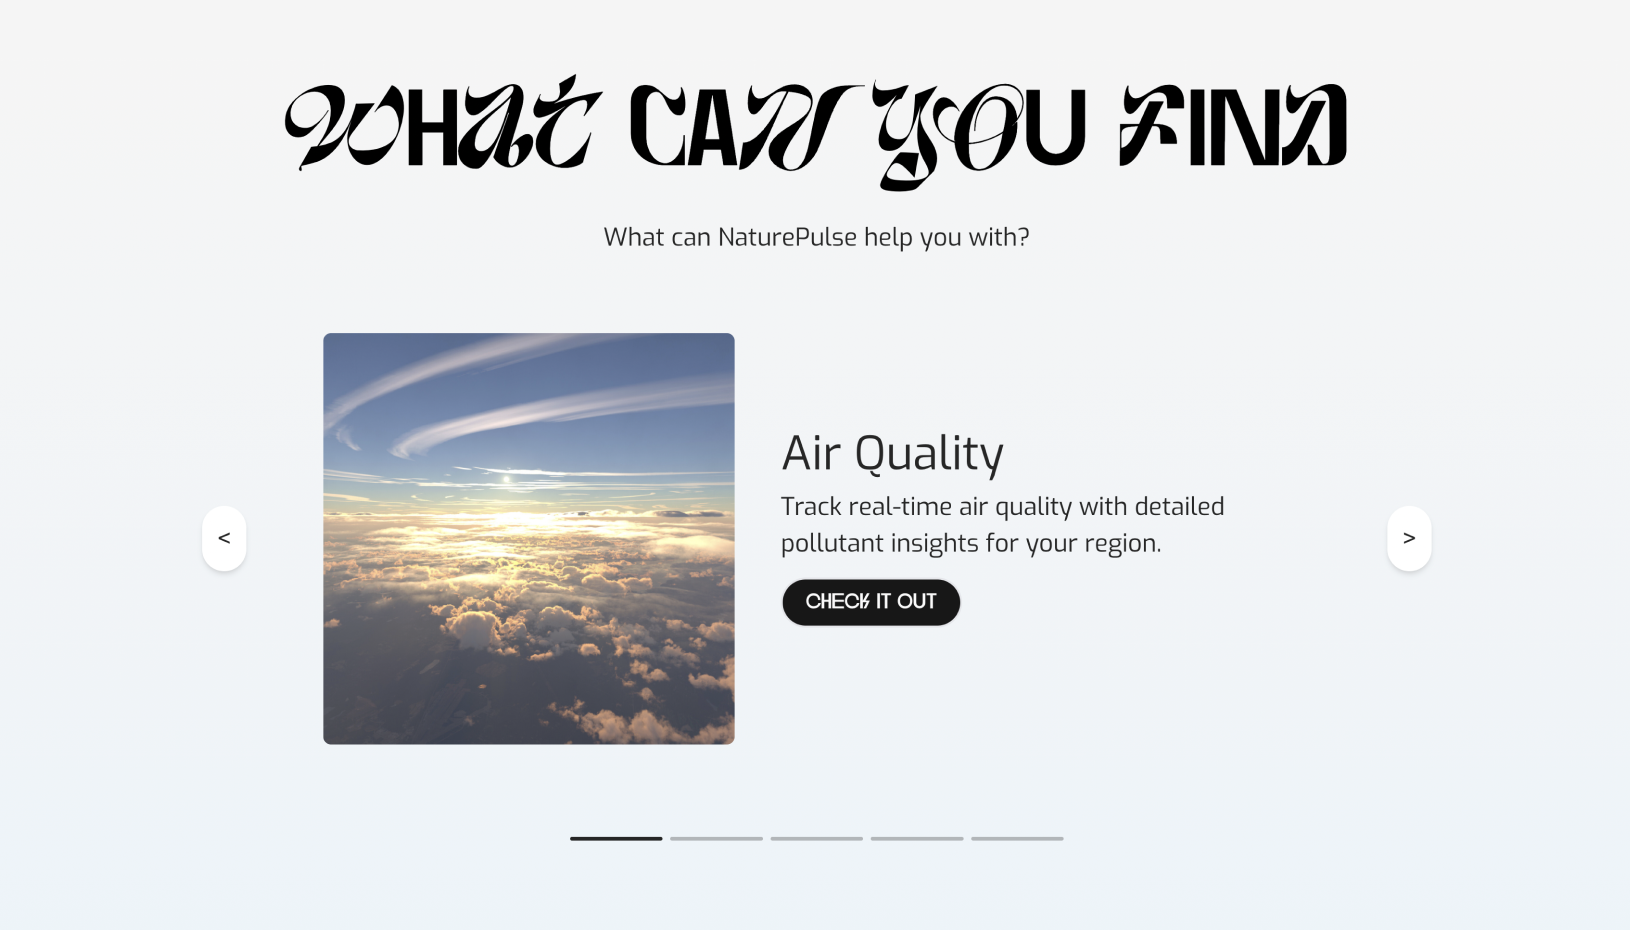 WHAT CAN YOU FIND
What can NaturePulse help you with?
Air Quality
Track real-time air quality with detailed
pollutant insights for your region.
<
>
CHECK IT OUT